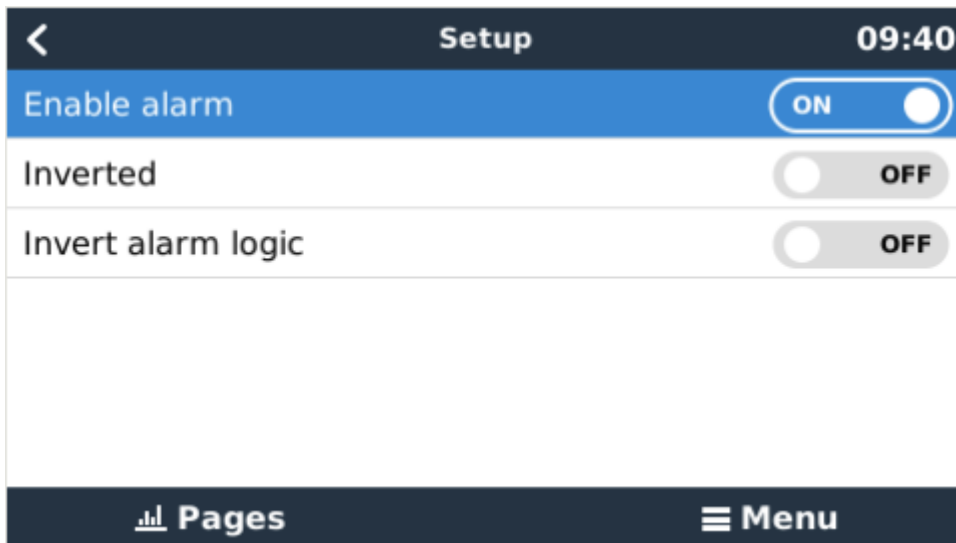 Setup 09:40
Enable alarm ON
Inverted OFF
Invert alarm logic OFF
Pages Menu